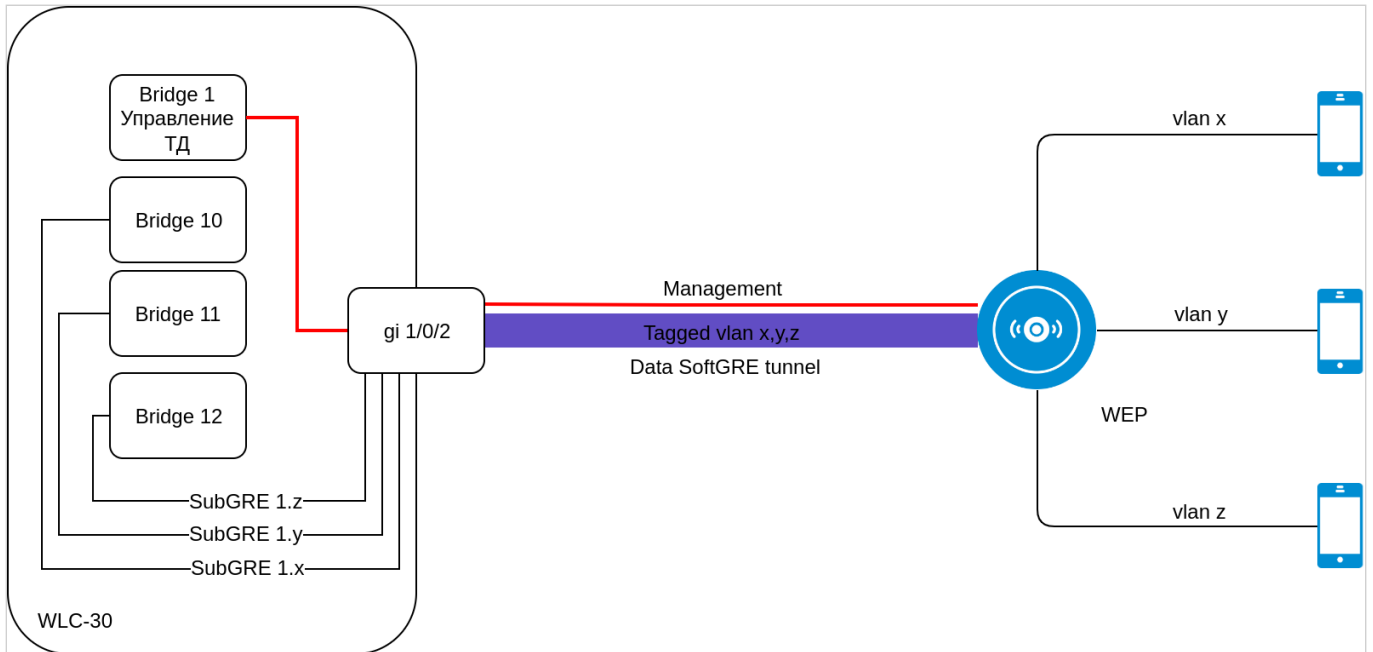 Bridge 1
Управление
ТД
Bridge 10
Bridge 11
Bridge 12
SubGRE 1.z
SubGRE 1.y
SubGRE 1.x
WLC-30
gi 1/0/2
Management
Tagged vlan x,y,z
Data SoftGRE tunnel
WEP
vlan x
vlan y
vlan z